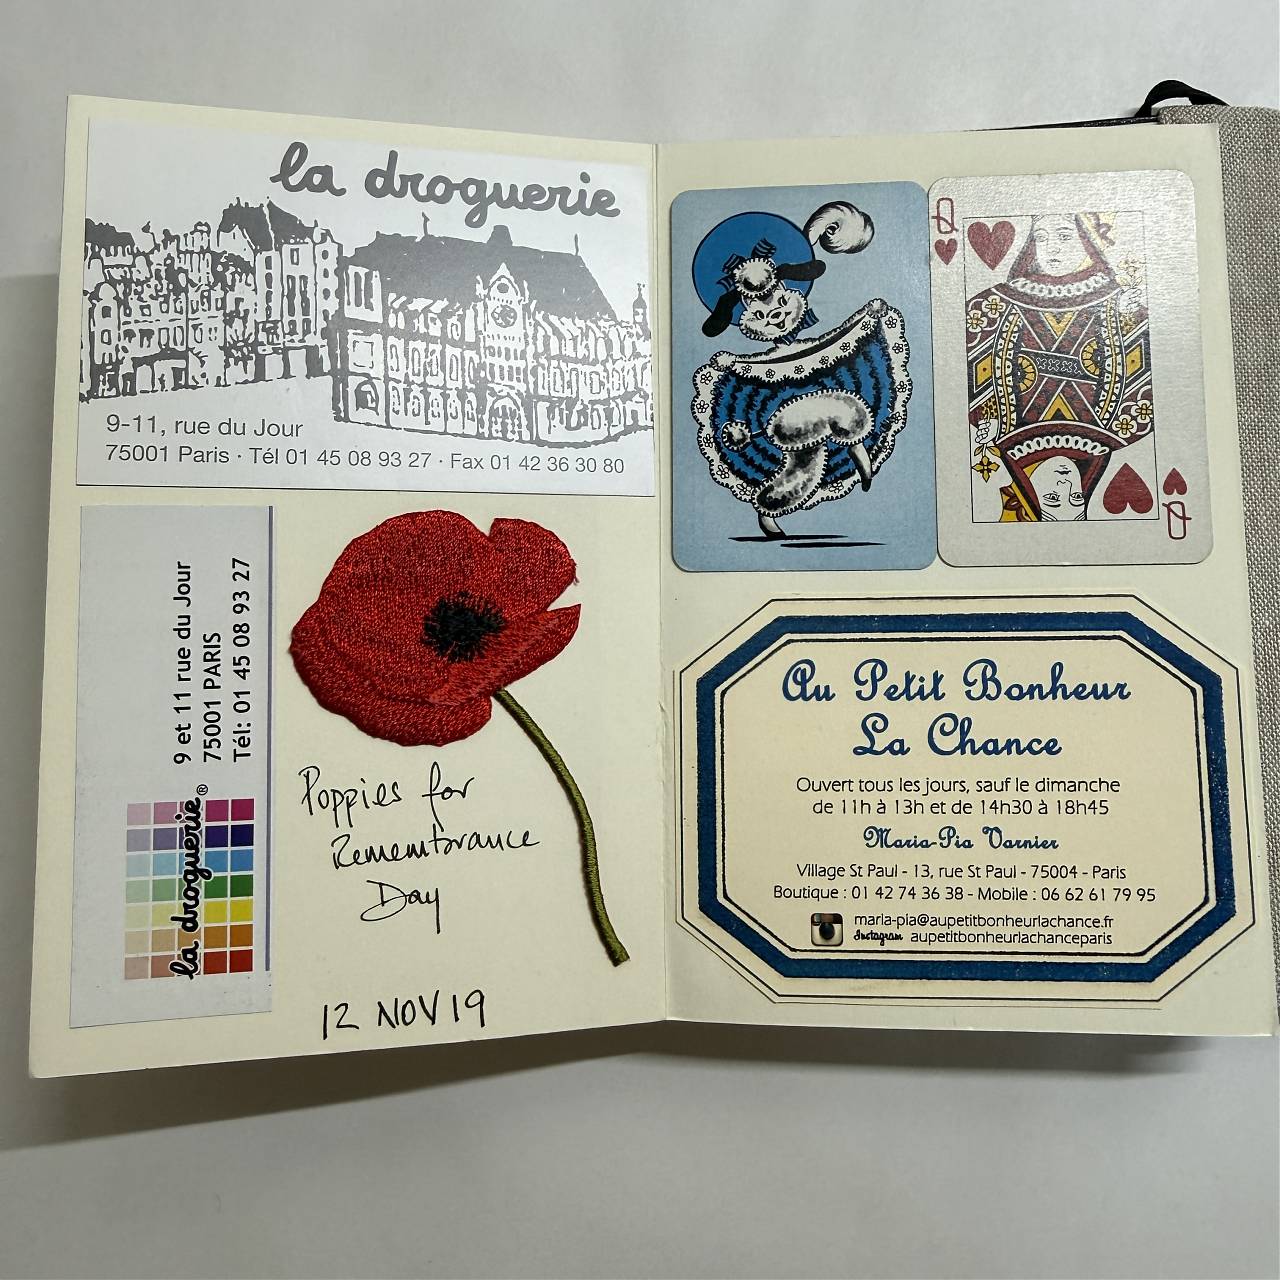 la droguerie
9-11, rue du Jour
75001 Paris · Tél 01 45 08 93 27 · Fax 01 42 36 30 80
9 et 11 rue du Jour
75001 PARIS
Tél: 01 45 08 93 27
la droguerie®
Poppies for
Remembrance
Day
12 NOV 19
Q
Q
Au Petit Bonheur
La Chance
Ouvert tous les jours, sauf le dimanche
de 11h à 13h et de 14h30 à 18h45
Maria-Pia Varnier
Village St Paul - 13, rue St Paul - 75004 - Paris
Boutique : 01 42 74 36 38 - Mobile : 06 62 61 79 95
maria-pia@aupetitbonheurlachance.fr
Instagram aupetitbonheurlachanceparis